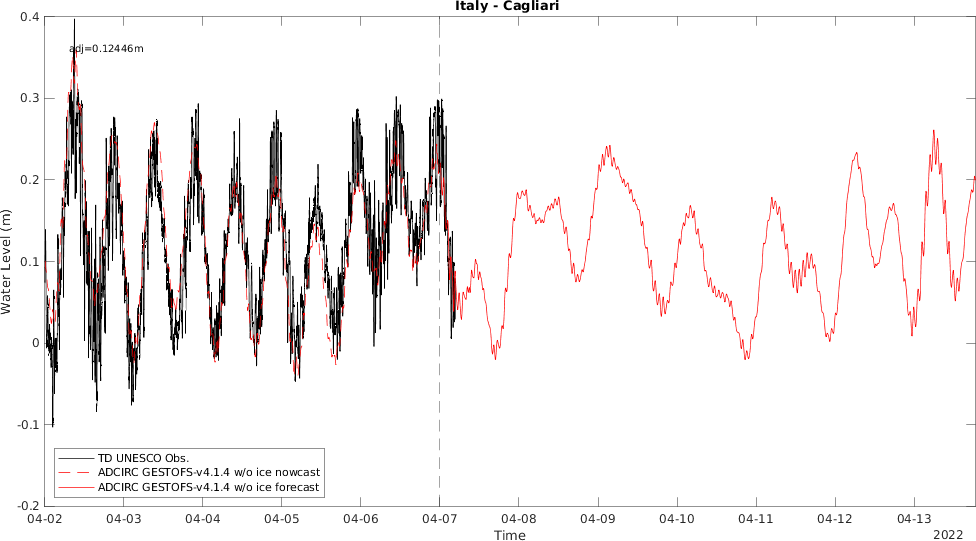 Italy - Cagliari
0.4
adj=0.12446m
0.3
0.2
0.1
0
-0.1
-0.2
Water Level (m)
TD UNESCO Obs.
ADCIRC GESTOFS-v4.1.4 w/o ice nowcast
ADCIRC GESTOFS-v4.1.4 w/o ice forecast
04-02 04-03 04-04 04-05 04-06 04-07 04-08 04-09 04-10 04-11 04-12 04-13
Time
2022